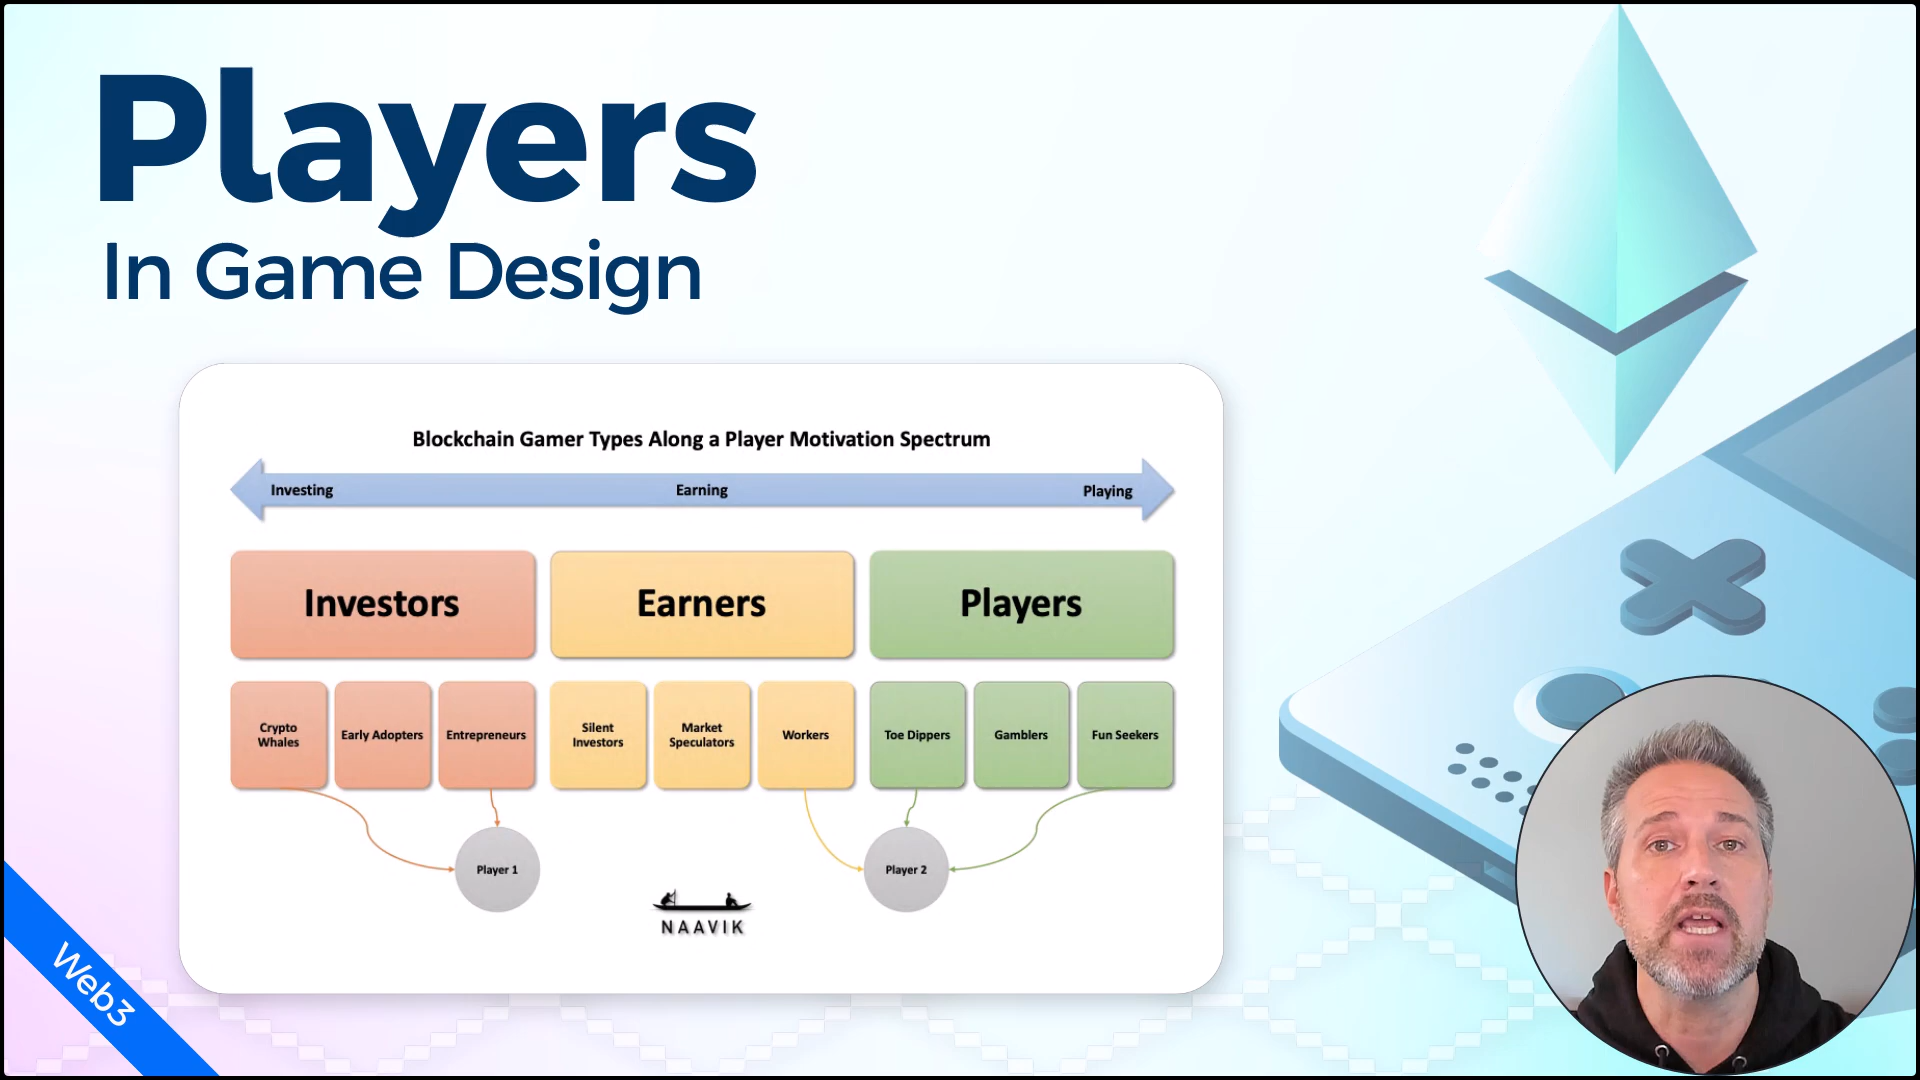 Players
In Game Design
Blockchain Gamer Types Along a Player Motivation Spectrum
Investing
Earning
Playing
Investors
Earners
Players
Crypto
Whales
Early Adopters
Entrepreneurs
Silent
Investors
Market
Speculators
Workers
Toe Dippers
Gamblers
Fun Seekers
Player 1
Player 2
NAAVIK
Web3